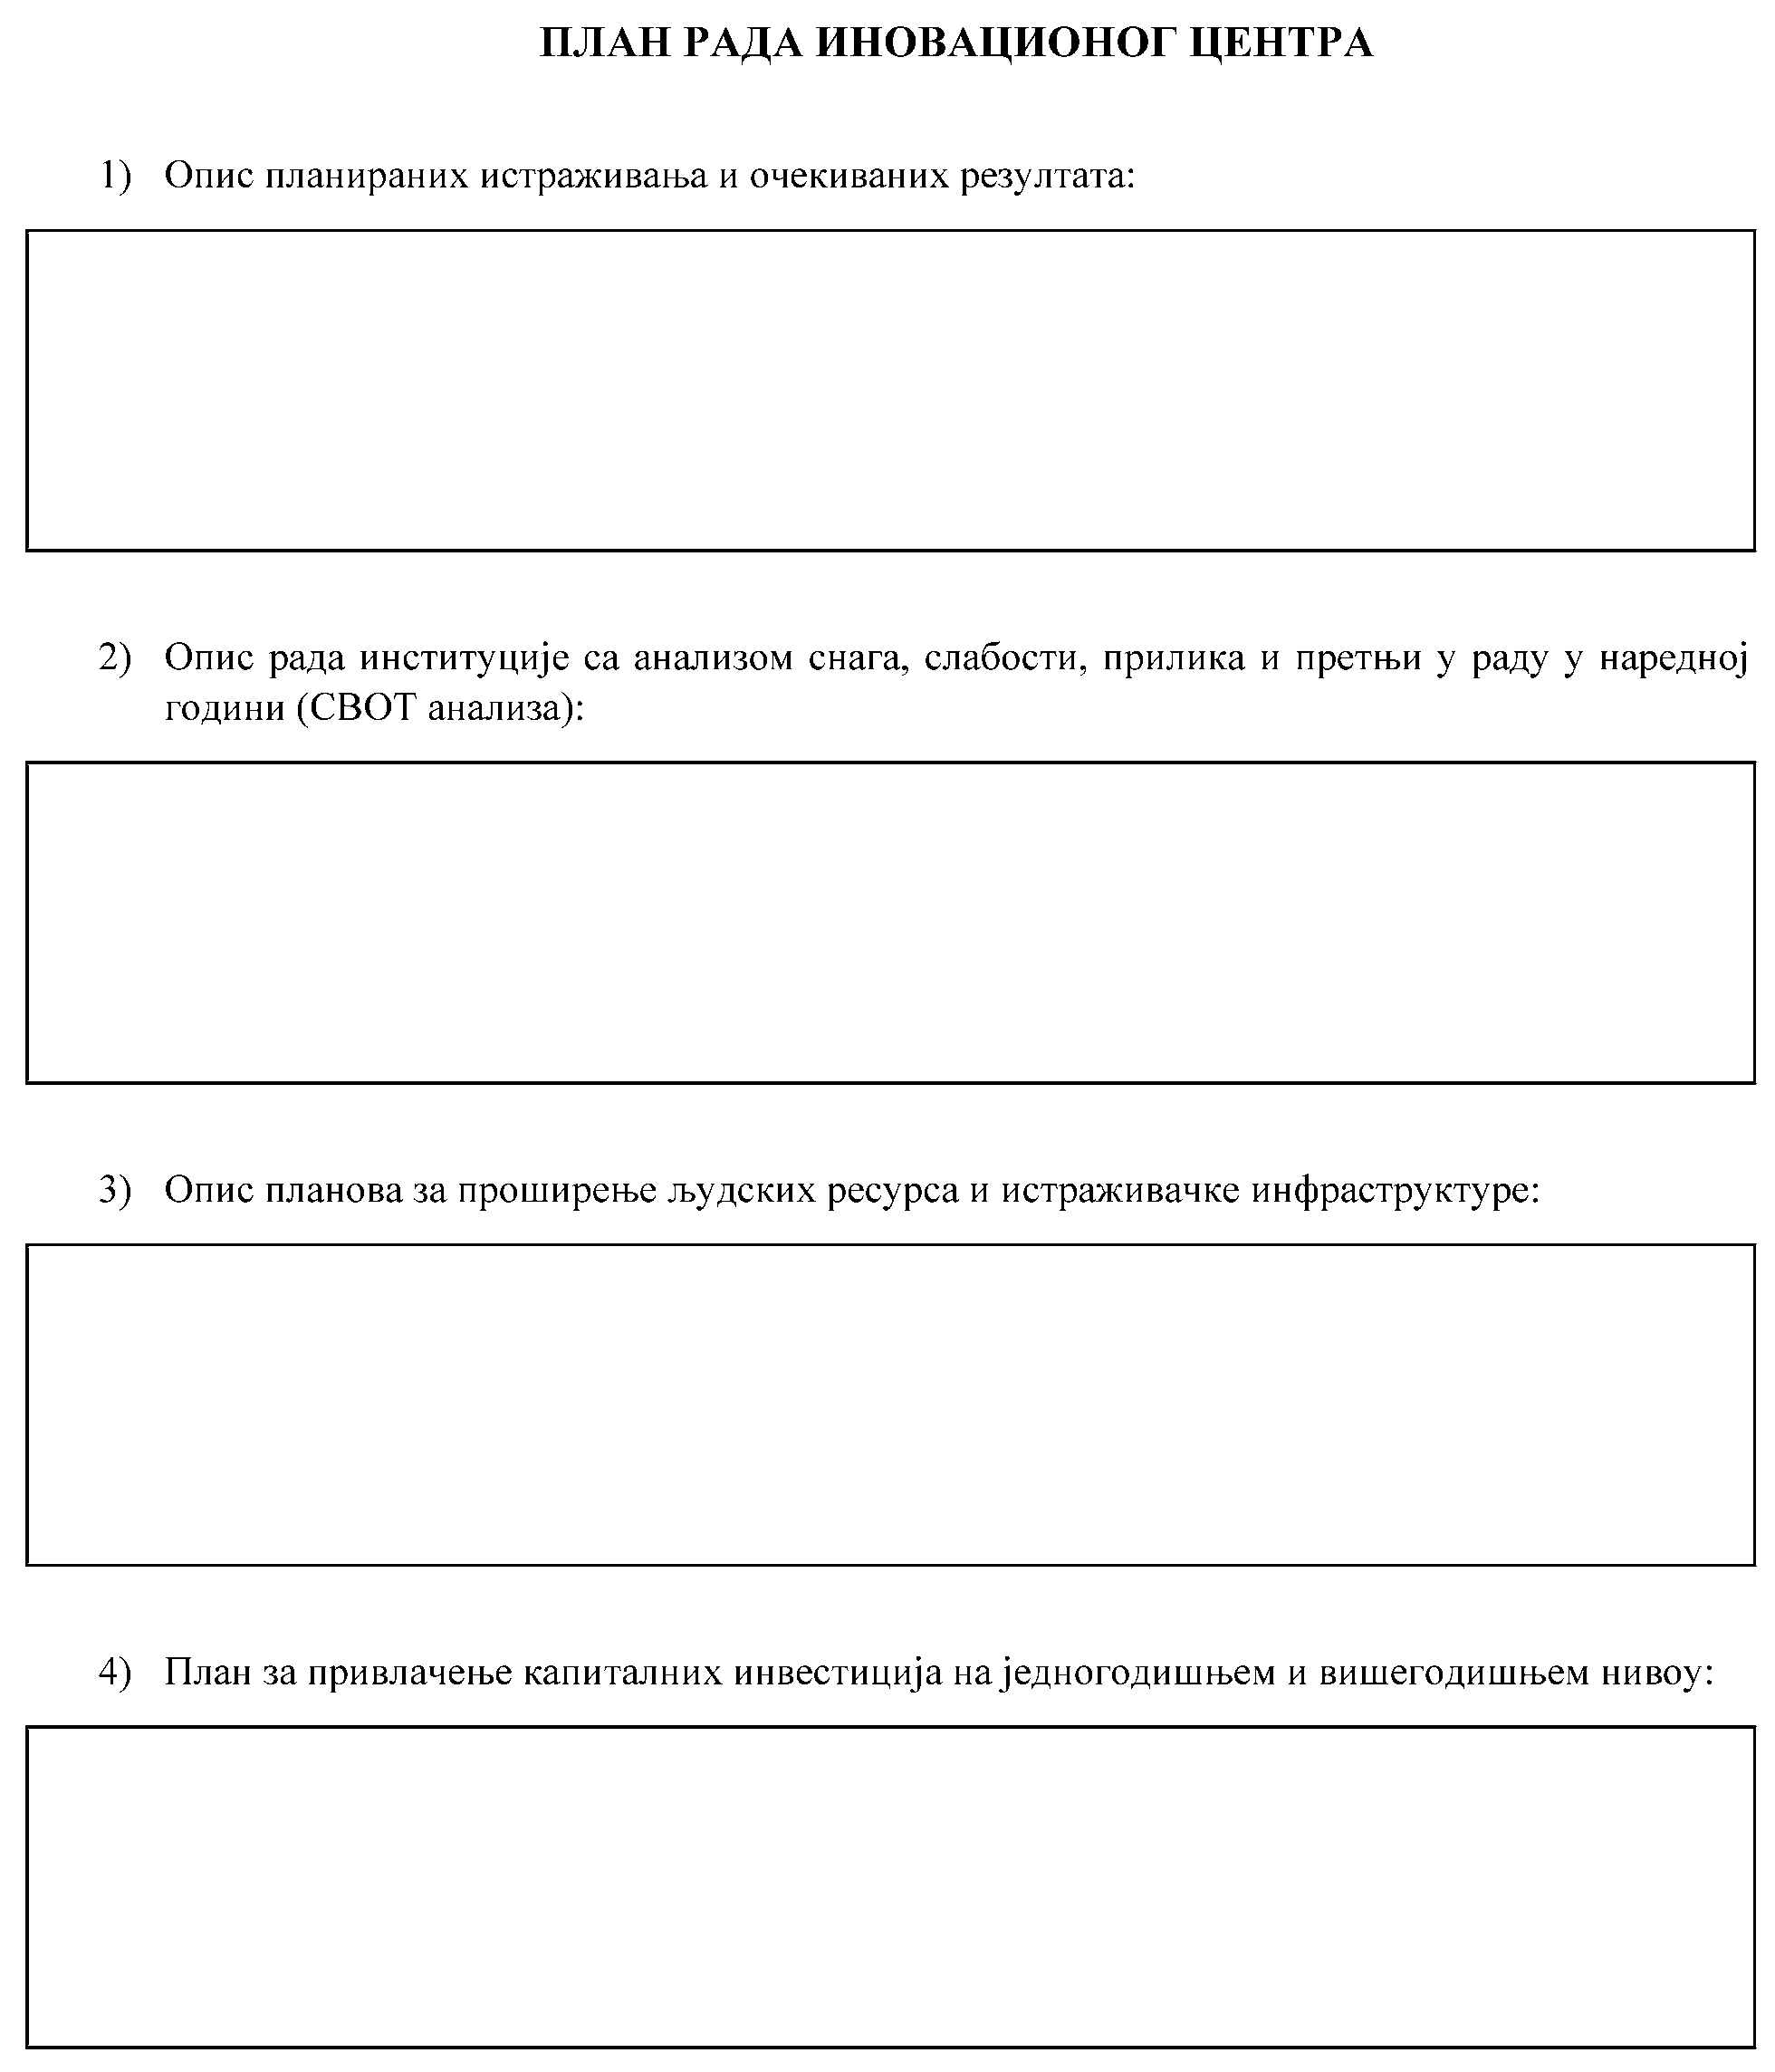 ПЛАН РАДА ИНОВАЦИОНОГ ЦЕНТРА
1) Опис планираних истраживања и очекиваних резултата:
2) Опис рада институције са анализом снага, слабости, прилика и претњи у раду у наредној
години (СВОТ анализа):
3) Опис планова за проширење људских ресурса и истраживачке инфраструктуре:
4) План за привлачење капиталних инвестиција на једногодишњем и вишегодишњем нивоу: